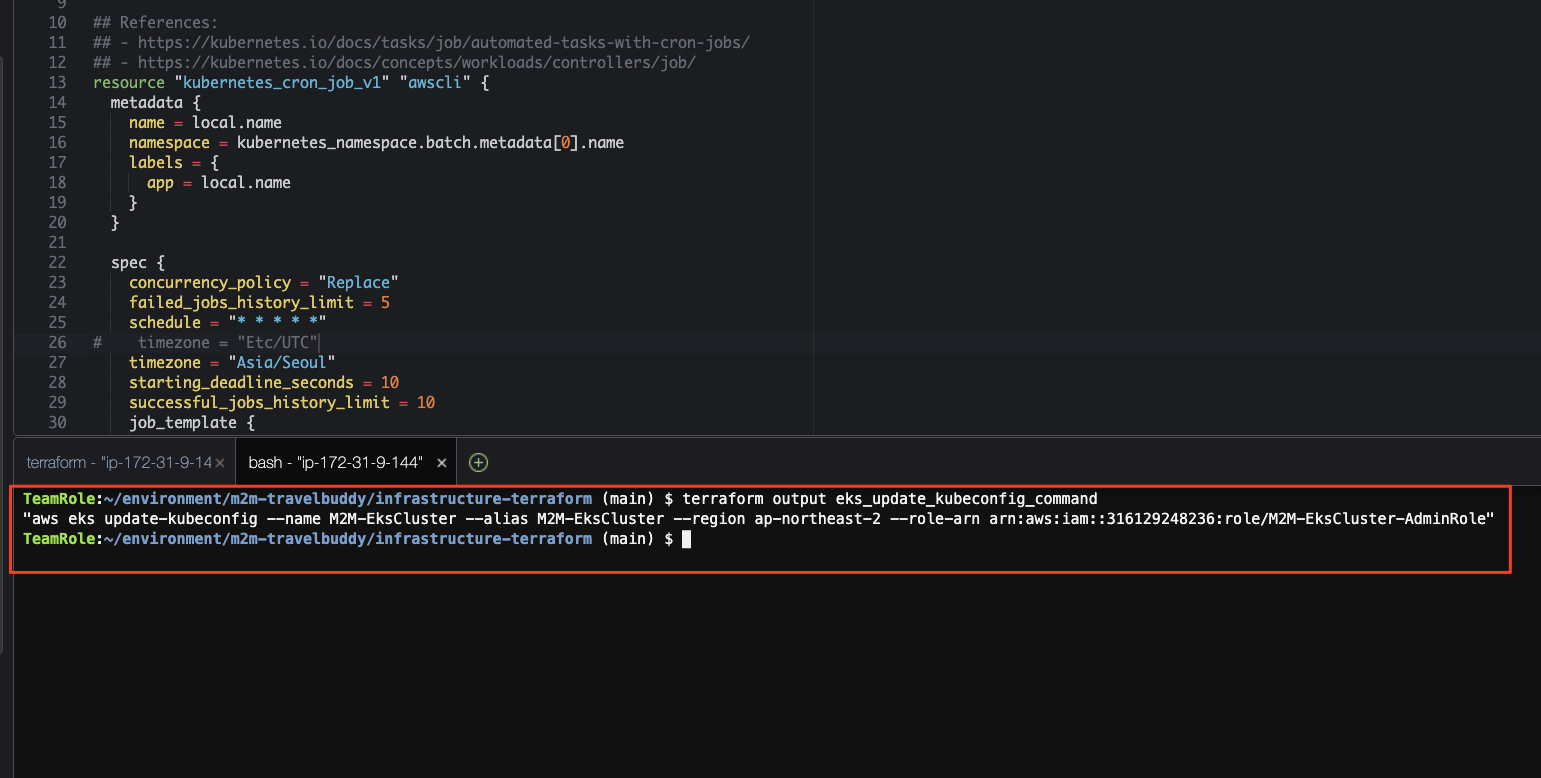 9
10 ## References:
11 ## - https://kubernetes.io/docs/tasks/job/automated-tasks-with-cron-jobs/
12 ## - https://kubernetes.io/docs/concepts/workloads/controllers/job/
13 resource "kubernetes_cron_job_v1" "awscli" {
14   metadata {
15     name = local.name
16     namespace = kubernetes_namespace.batch.metadata[0].name
17     labels = {
18       app = local.name
19     }
20   }
21
22   spec {
23     concurrency_policy = "Replace"
24     failed_jobs_history_limit = 5
25     schedule = "* * * * *"
26 #    timezone = "Etc/UTC"
27     timezone = "Asia/Seoul"
28     starting_deadline_seconds = 10
29     successful_jobs_history_limit = 10
30     job_template {
terraform - "ip-172-31-9-14 × bash - "ip-172-31-9-144" ×
TeamRole:~/environment/m2m-travelbuddy/infrastructure-terraform (main) $ terraform output eks_update_kubeconfig_command
"aws eks update-kubeconfig --name M2M-EksCluster --alias M2M-EksCluster --region ap-northeast-2 --role-arn arn:aws:iam::316129248236:role/M2M-EksCluster-AdminRole"
TeamRole:~/environment/m2m-travelbuddy/infrastructure-terraform (main) $